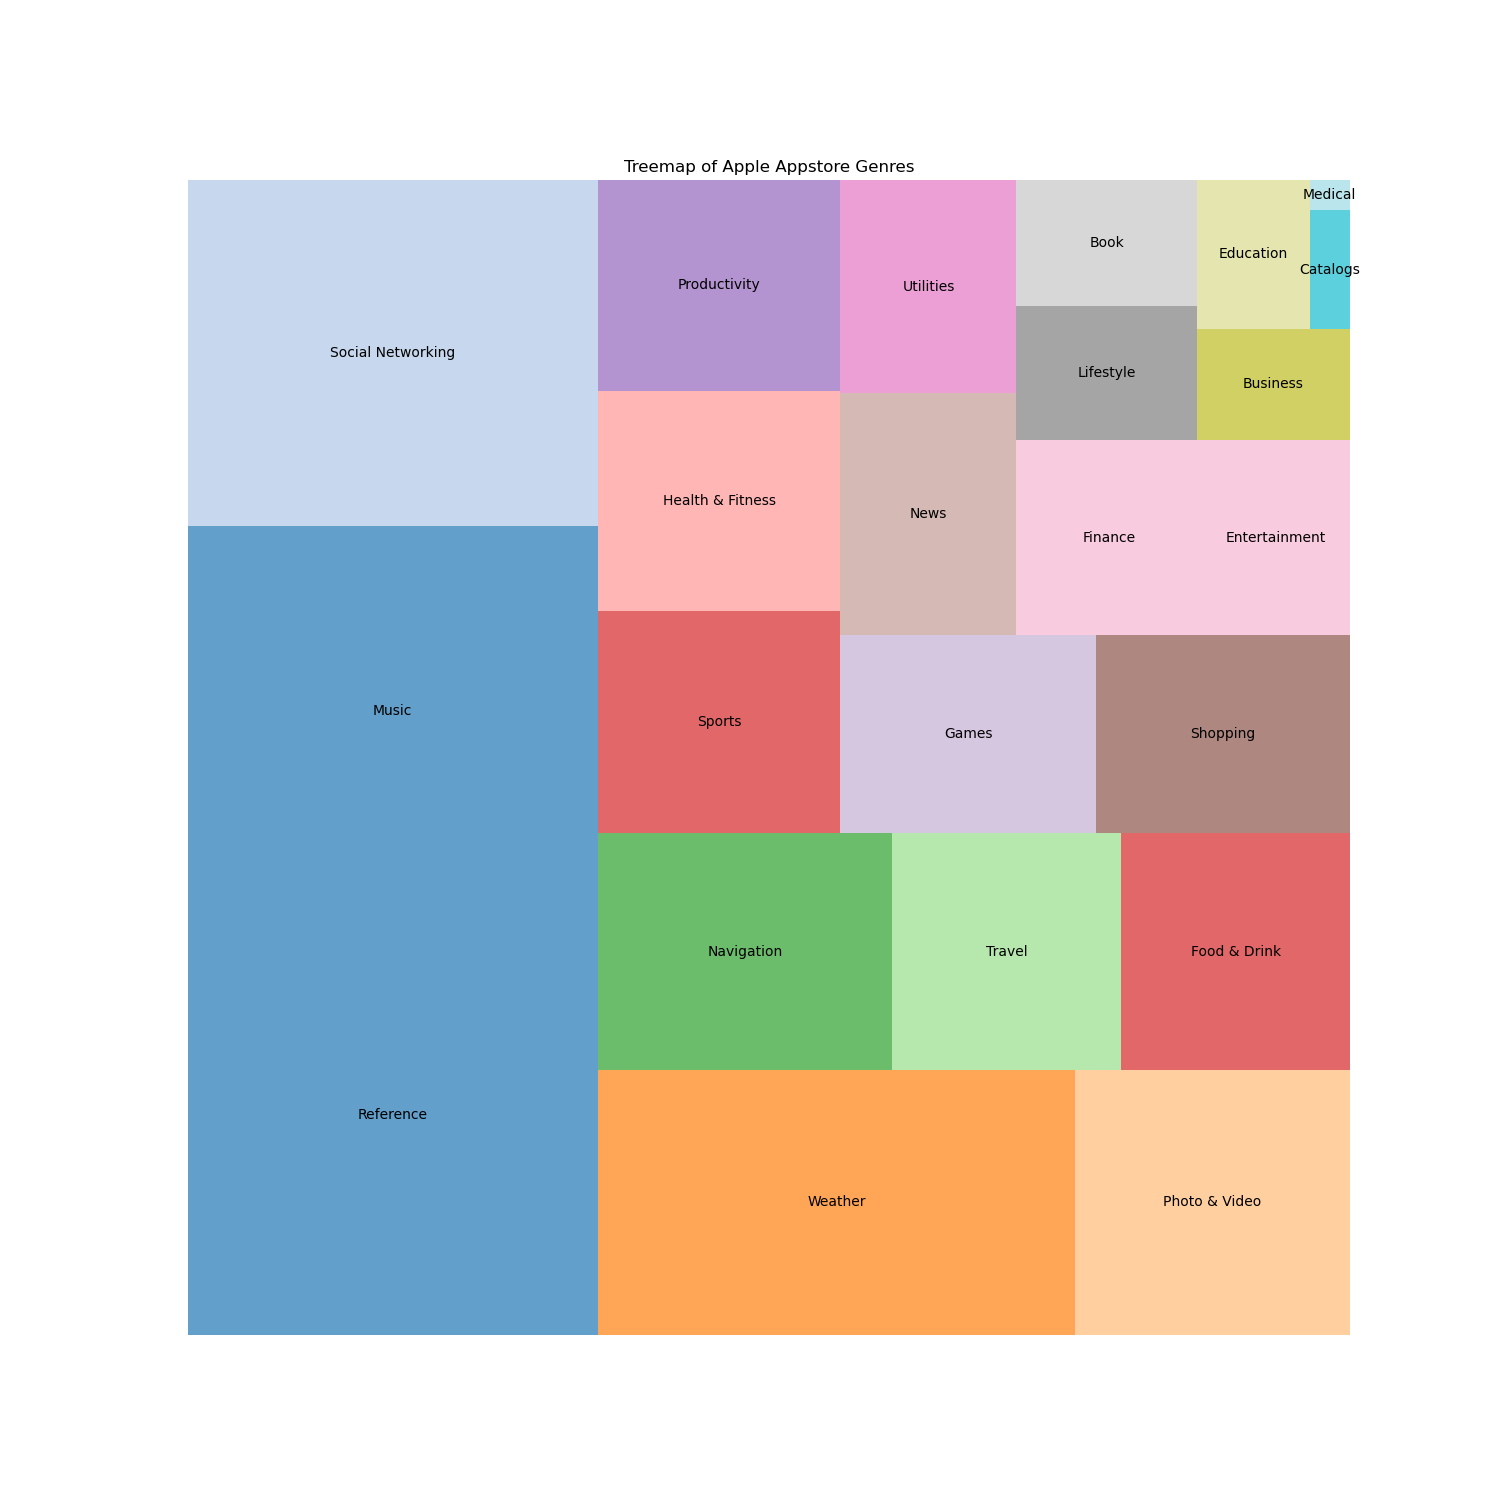 Treemap of Apple Appstore Genres
Medical
Book
Education
Catalogs
Productivity
Utilities
Social Networking
Lifestyle
Business
Health & Fitness
News
Finance
Entertainment
Music
Sports
Games
Shopping
Navigation
Travel
Food & Drink
Reference
Weather
Photo & Video